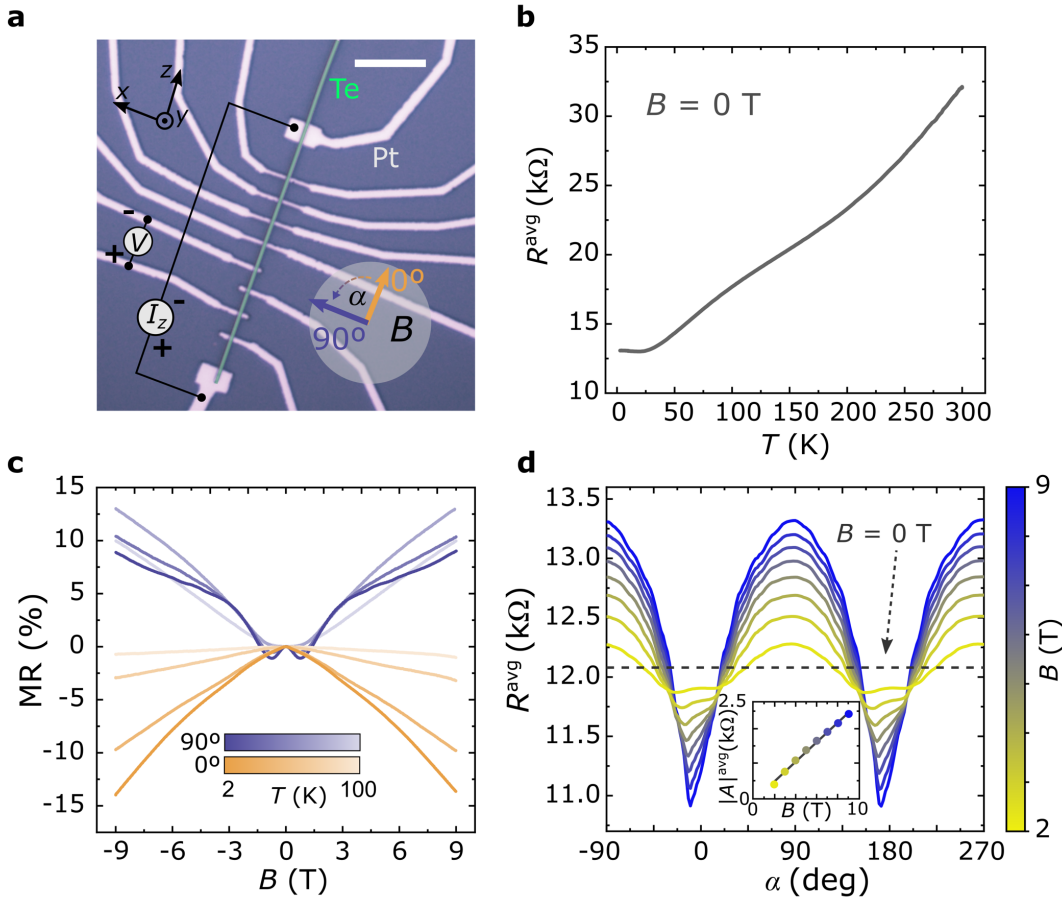 a
z
x
y
Te
Pt
-
V
+
I_z
-
+
0º
α
90º
B
b
B = 0 T
35
30
25
20
15
10
R^avg (kΩ)
0 50 100 150 200 250 300
T (K)
c
15
10
5
0
-5
-10
-15
MR (%)
90º
0º
2 100
T (K)
-9 -6 -3 0 3 6 9
B (T)
d
13.5
13.0
12.5
12.0
11.5
11.0
R^avg (kΩ)
B = 0 T
2.5
0
|A|^avg (kΩ)
0 5 10
B (T)
-90 0 90 180 270
α (deg)
9
2
B (T)